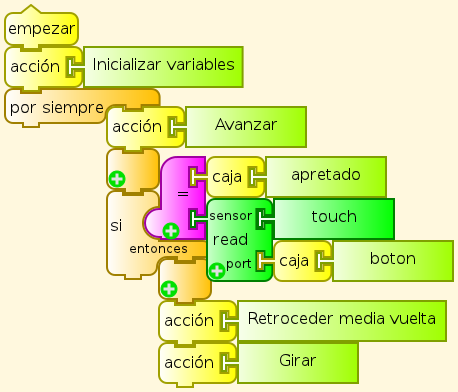 empezar
acción Inicializar variables
por siempre
acción Avanzar
= caja apretado
si sensor touch
read
entonces port caja boton
acción Retroceder media vuelta
acción Girar